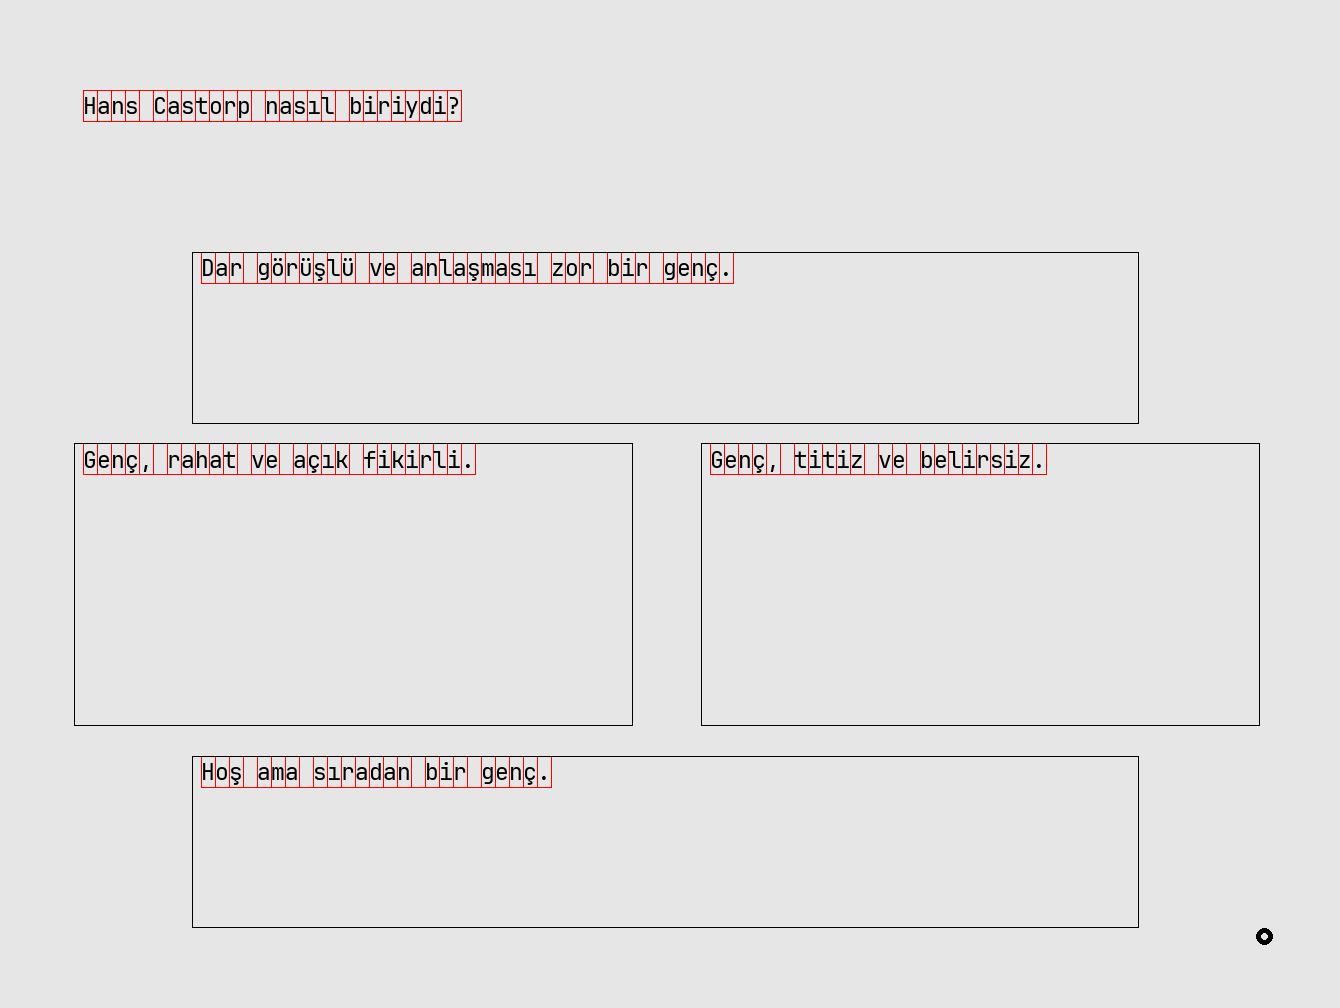 Hans Castorp nasıl biriydi?
Dar görüşlü ve anlaşması zor bir genç.
Genç, rahat ve açık fikirli.
Genç, titiz ve belirsiz.
Hoş ama sıradan bir genç.